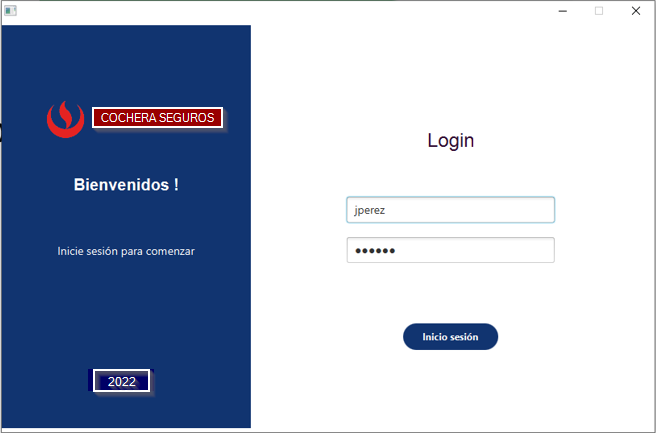 COCHERA SEGUROS
Bienvenidos !
Inicie sesión para comenzar
2022
Login
jperez
●●●●●●
Inicio sesión